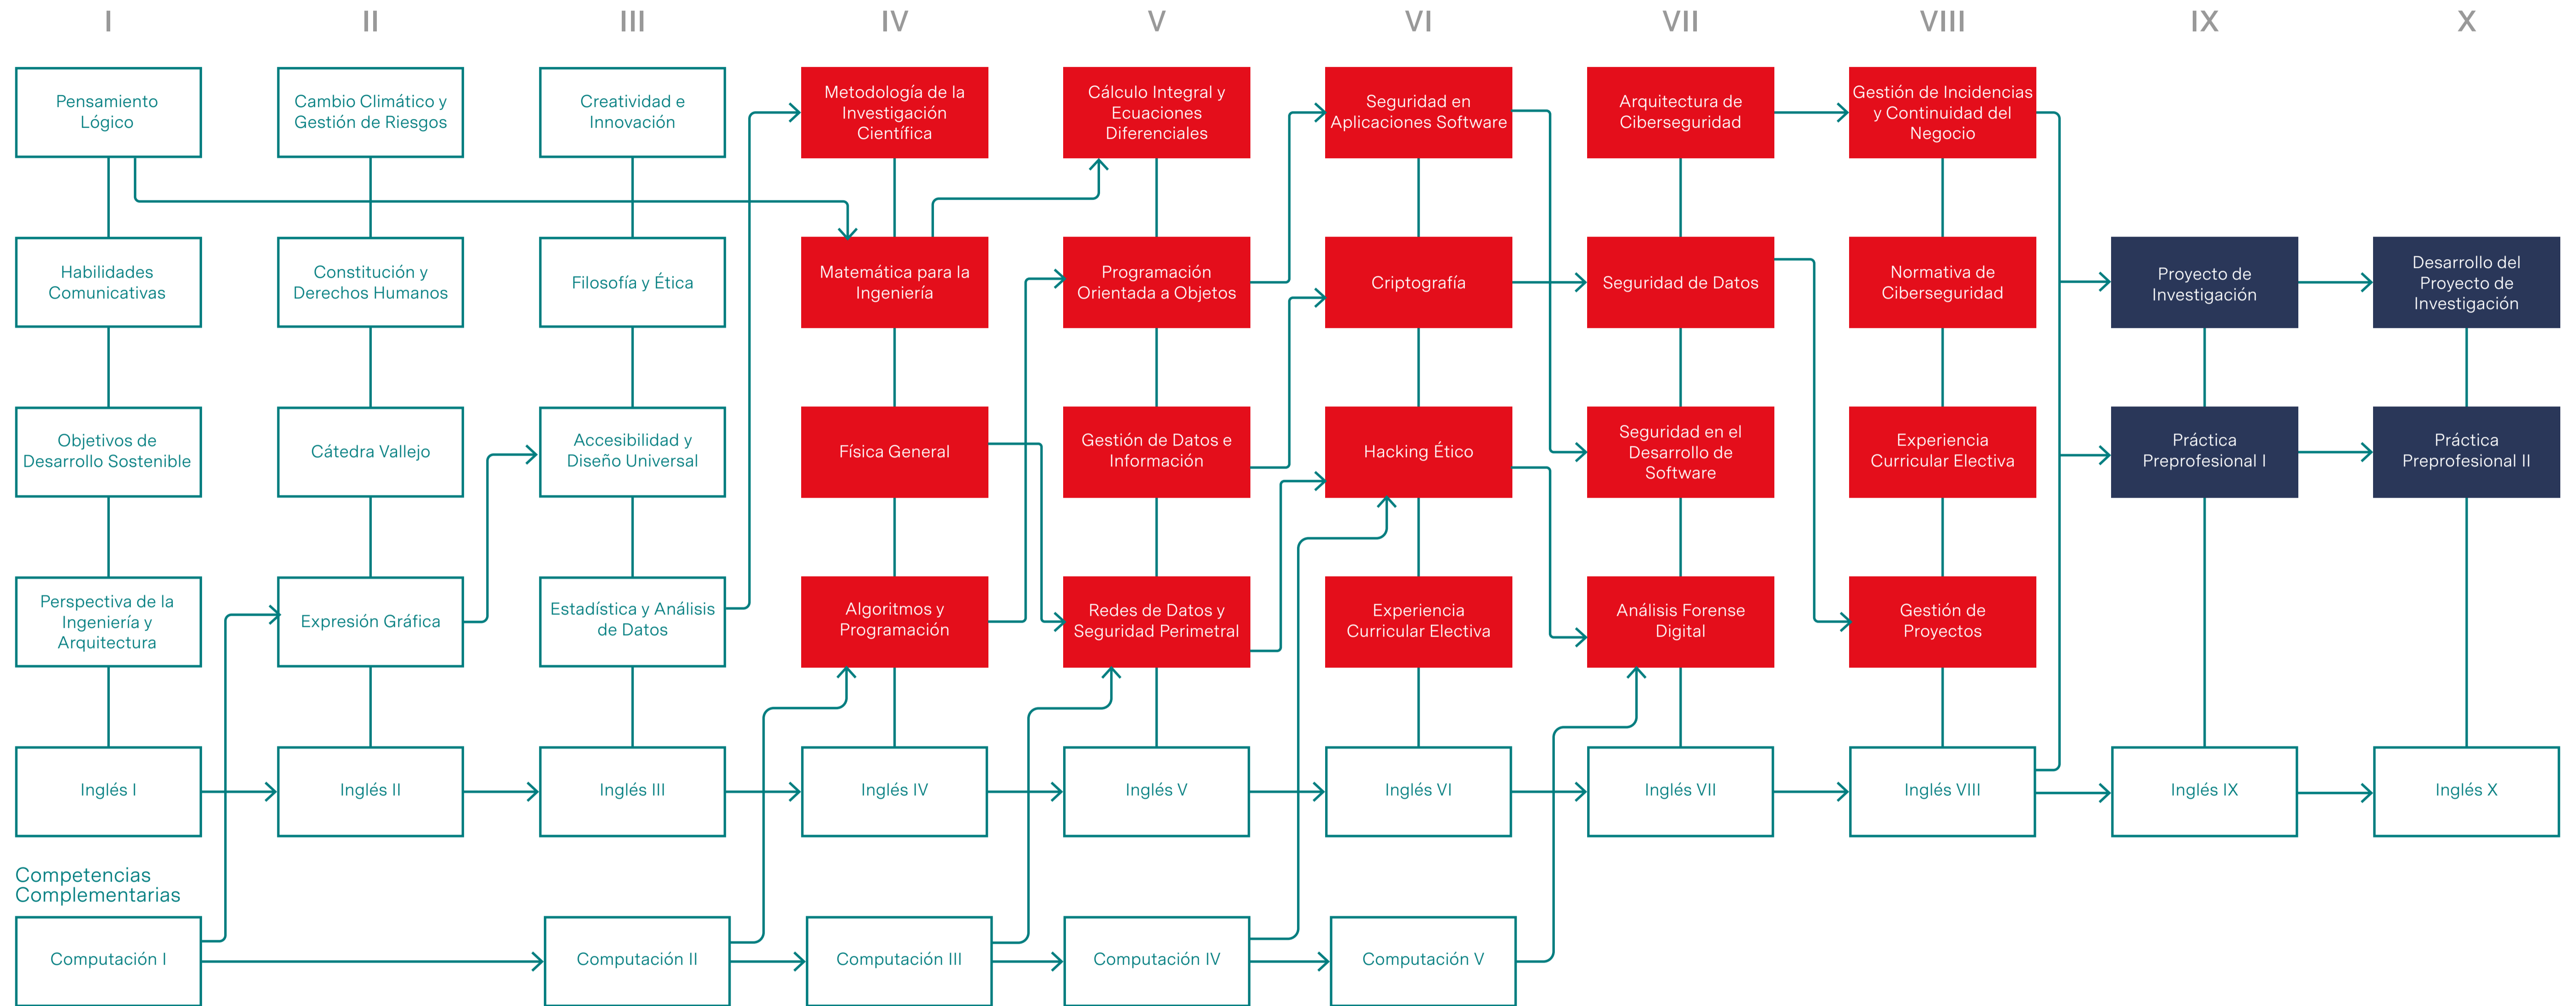 I
II
III
IV
V
VI
VII
VIII
IX
X
Pensamiento
Lógico
Cambio Climático y
Gestión de Riesgos
Creatividad e
Innovación
Metodología de la
Investigación
Científica
Cálculo Integral y
Ecuaciones
Diferenciales
Seguridad en
Aplicaciones Software
Arquitectura de
Ciberseguridad
Gestión de Incidencias
y Continuidad del
Negocio
Habilidades
Comunicativas
Constitución y
Derechos Humanos
Filosofía y Ética
Matemática para la
Ingeniería
Programación
Orientada a Objetos
Criptografía
Seguridad de Datos
Normativa de
Ciberseguridad
Proyecto de
Investigación
Desarrollo del
Proyecto de
Investigación
Objetivos de
Desarrollo Sostenible
Cátedra Vallejo
Accesibilidad y
Diseño Universal
Física General
Gestión de Datos e
Información
Hacking Ético
Seguridad en el
Desarrollo de
Software
Experiencia
Curricular Electiva
Práctica
Preprofesional I
Práctica
Preprofesional II
Perspectiva de la
Ingeniería y
Arquitectura
Expresión Gráfica
Estadística y Análisis
de Datos
Algoritmos y
Programación
Redes de Datos y
Seguridad Perimetral
Experiencia
Curricular Electiva
Análisis Forense
Digital
Gestión de
Proyectos
Inglés I
Inglés II
Inglés III
Inglés IV
Inglés V
Inglés VI
Inglés VII
Inglés VIII
Inglés IX
Inglés X
Competencias
Complementarias
Computación I
Computación II
Computación III
Computación IV
Computación V